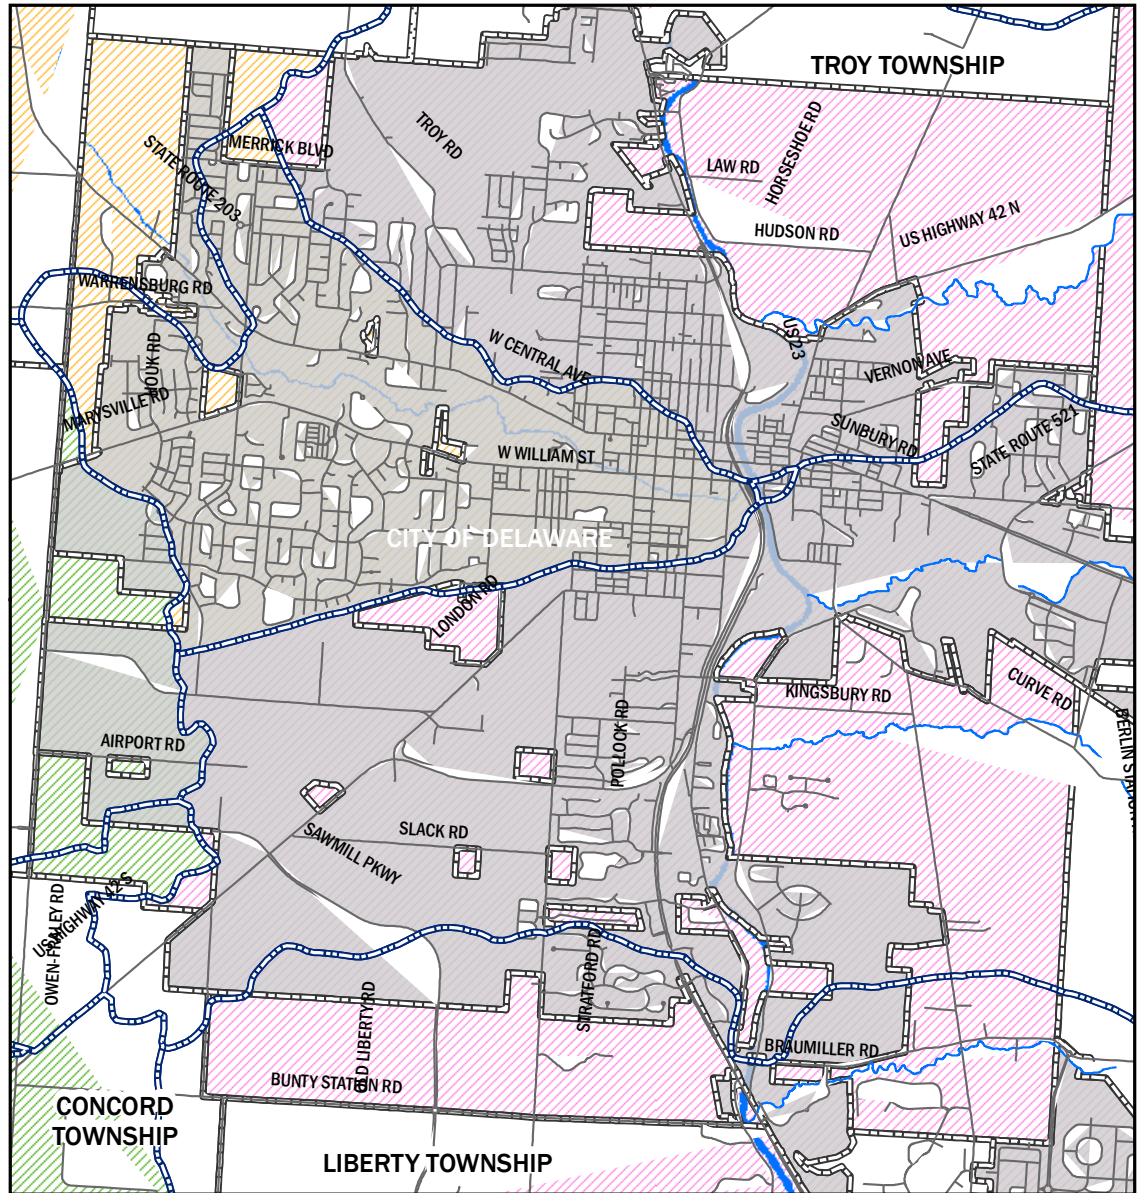 TROY TOWNSHIP
TROY RD
HORSESHOE RD
MERRICK BLVD
LAW RD
STATE ROUTE 203
HUDSON RD
US HIGHWAY 42 N
WARRENSBURG RD
US 23
HOUK RD
W CENTRAL AVE
VERNON AVE
MARYSVILLE RD
SUNBURY RD
STATE ROUTE 521
W WILLIAM ST
CITY OF DELAWARE
LONDON RD
KINGSBURY RD
CURVE RD
POLLOCK RD
AIRPORT RD
SLACK RD
SAWMILL PKWY
US HIGHWAY 42 S
STRATFORD RD
OLD LIBERTY RD
BRAUMILLER RD
BUNTY STATION RD
CONCORD
TOWNSHIP
LIBERTY TOWNSHIP